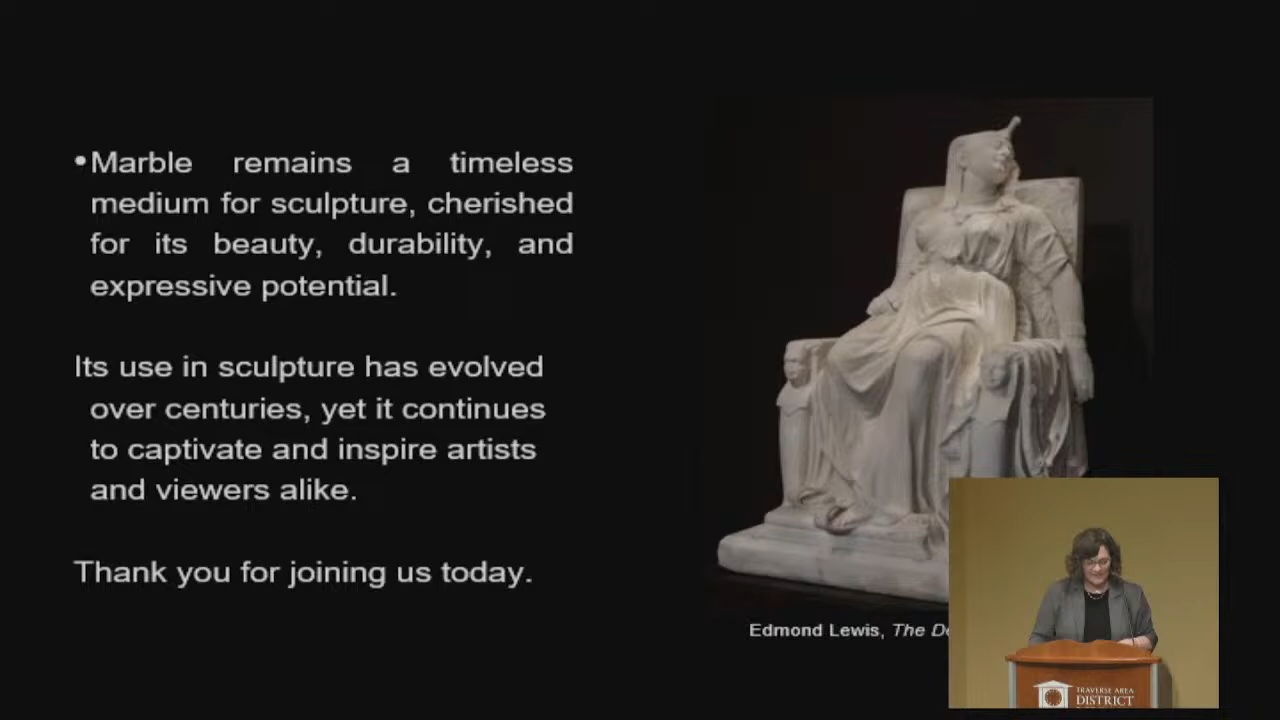 •Marble remains a timeless
medium for sculpture, cherished
for its beauty, durability, and
expressive potential.
Its use in sculpture has evolved
over centuries, yet it continues
to captivate and inspire artists
and viewers alike.
Thank you for joining us today.
Edmond Lewis, The
TRAVERSE AREA
DISTRICT